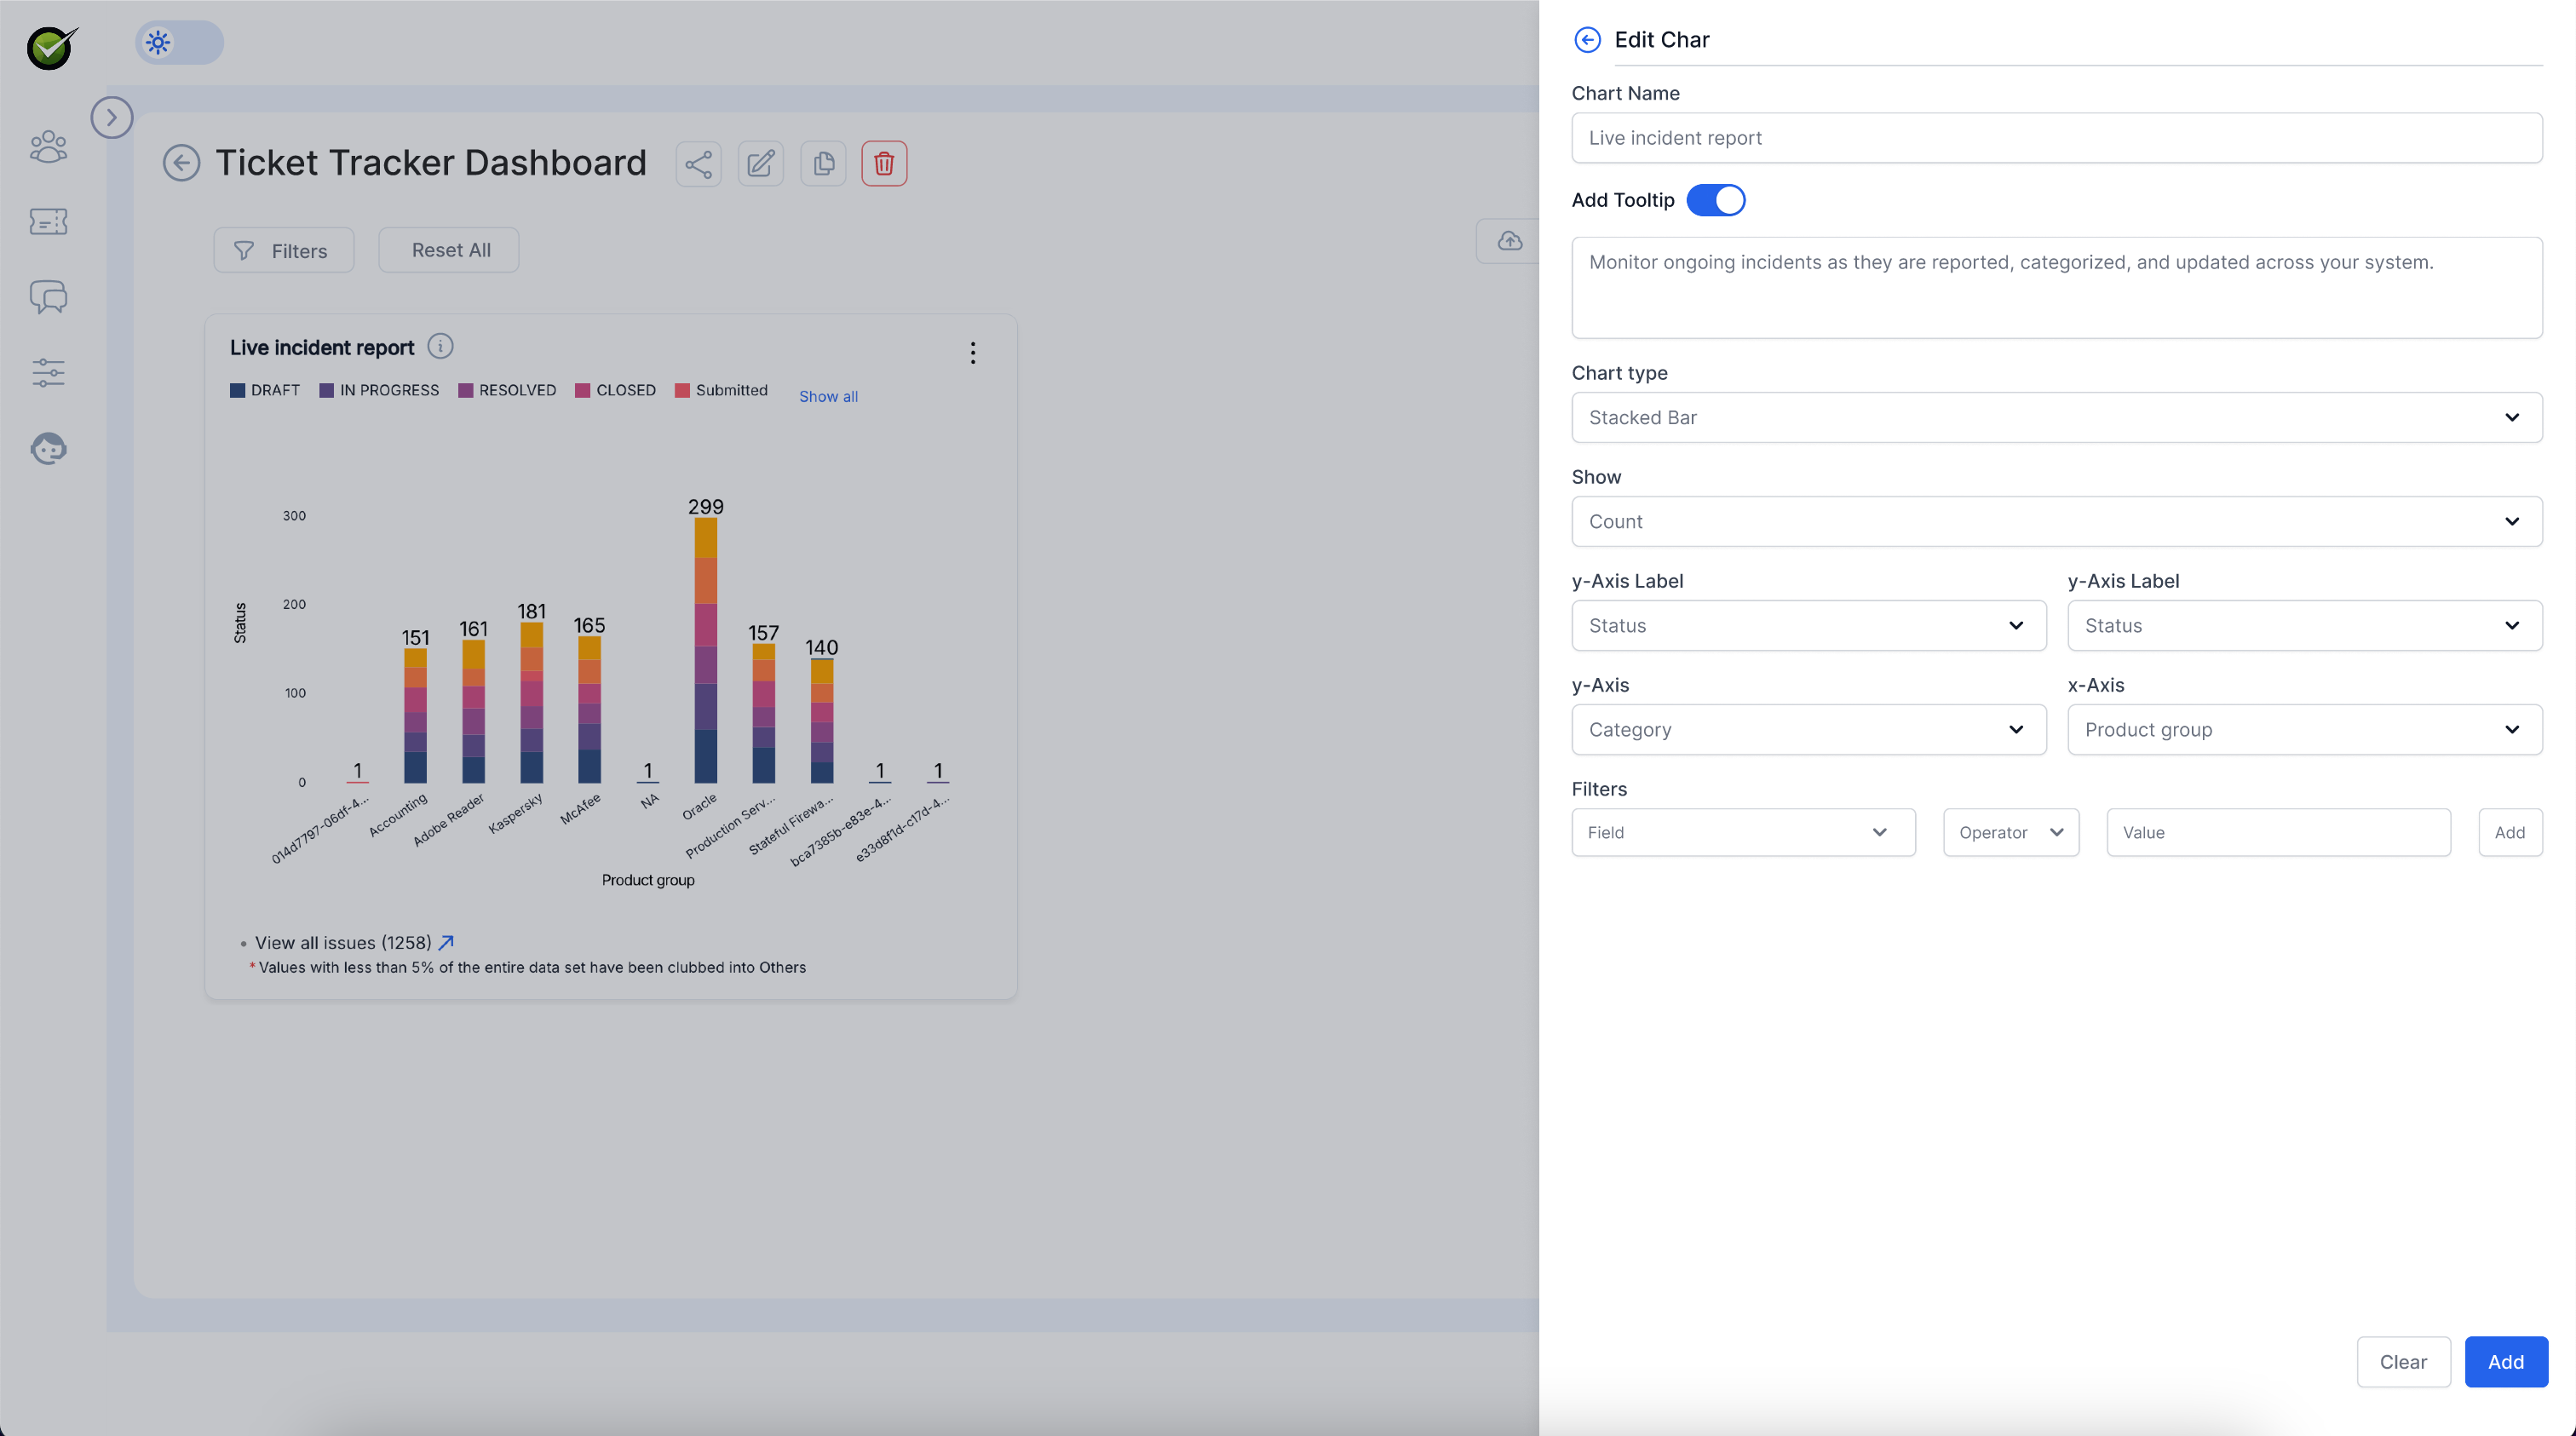 Ticket Tracker Dashboard
Filters
Reset All
Live incident report
DRAFT IN PROGRESS RESOLVED CLOSED Submitted Show all
300
200
100
0
Status
1
151
161
181
165
1
299
157
140
1
1
014d7797-06df-4...
Accounting
Adobe Reader
Kaspersky
McAfee
NA
Oracle
Production Serv...
Stateful Firewa...
bca7385b-e83e-4...
e33d8f1d-c17d-4...
Product group
• View all issues (1258)
* Values with less than 5% of the entire data set have been clubbed into Others
Edit Char
Chart Name
Live incident report
Add Tooltip
Monitor ongoing incidents as they are reported, categorized, and updated across your system.
Chart type
Stacked Bar
Show
Count
y-Axis Label y-Axis Label
Status Status
y-Axis x-Axis
Category Product group
Filters
Field Operator Value Add
Clear Add